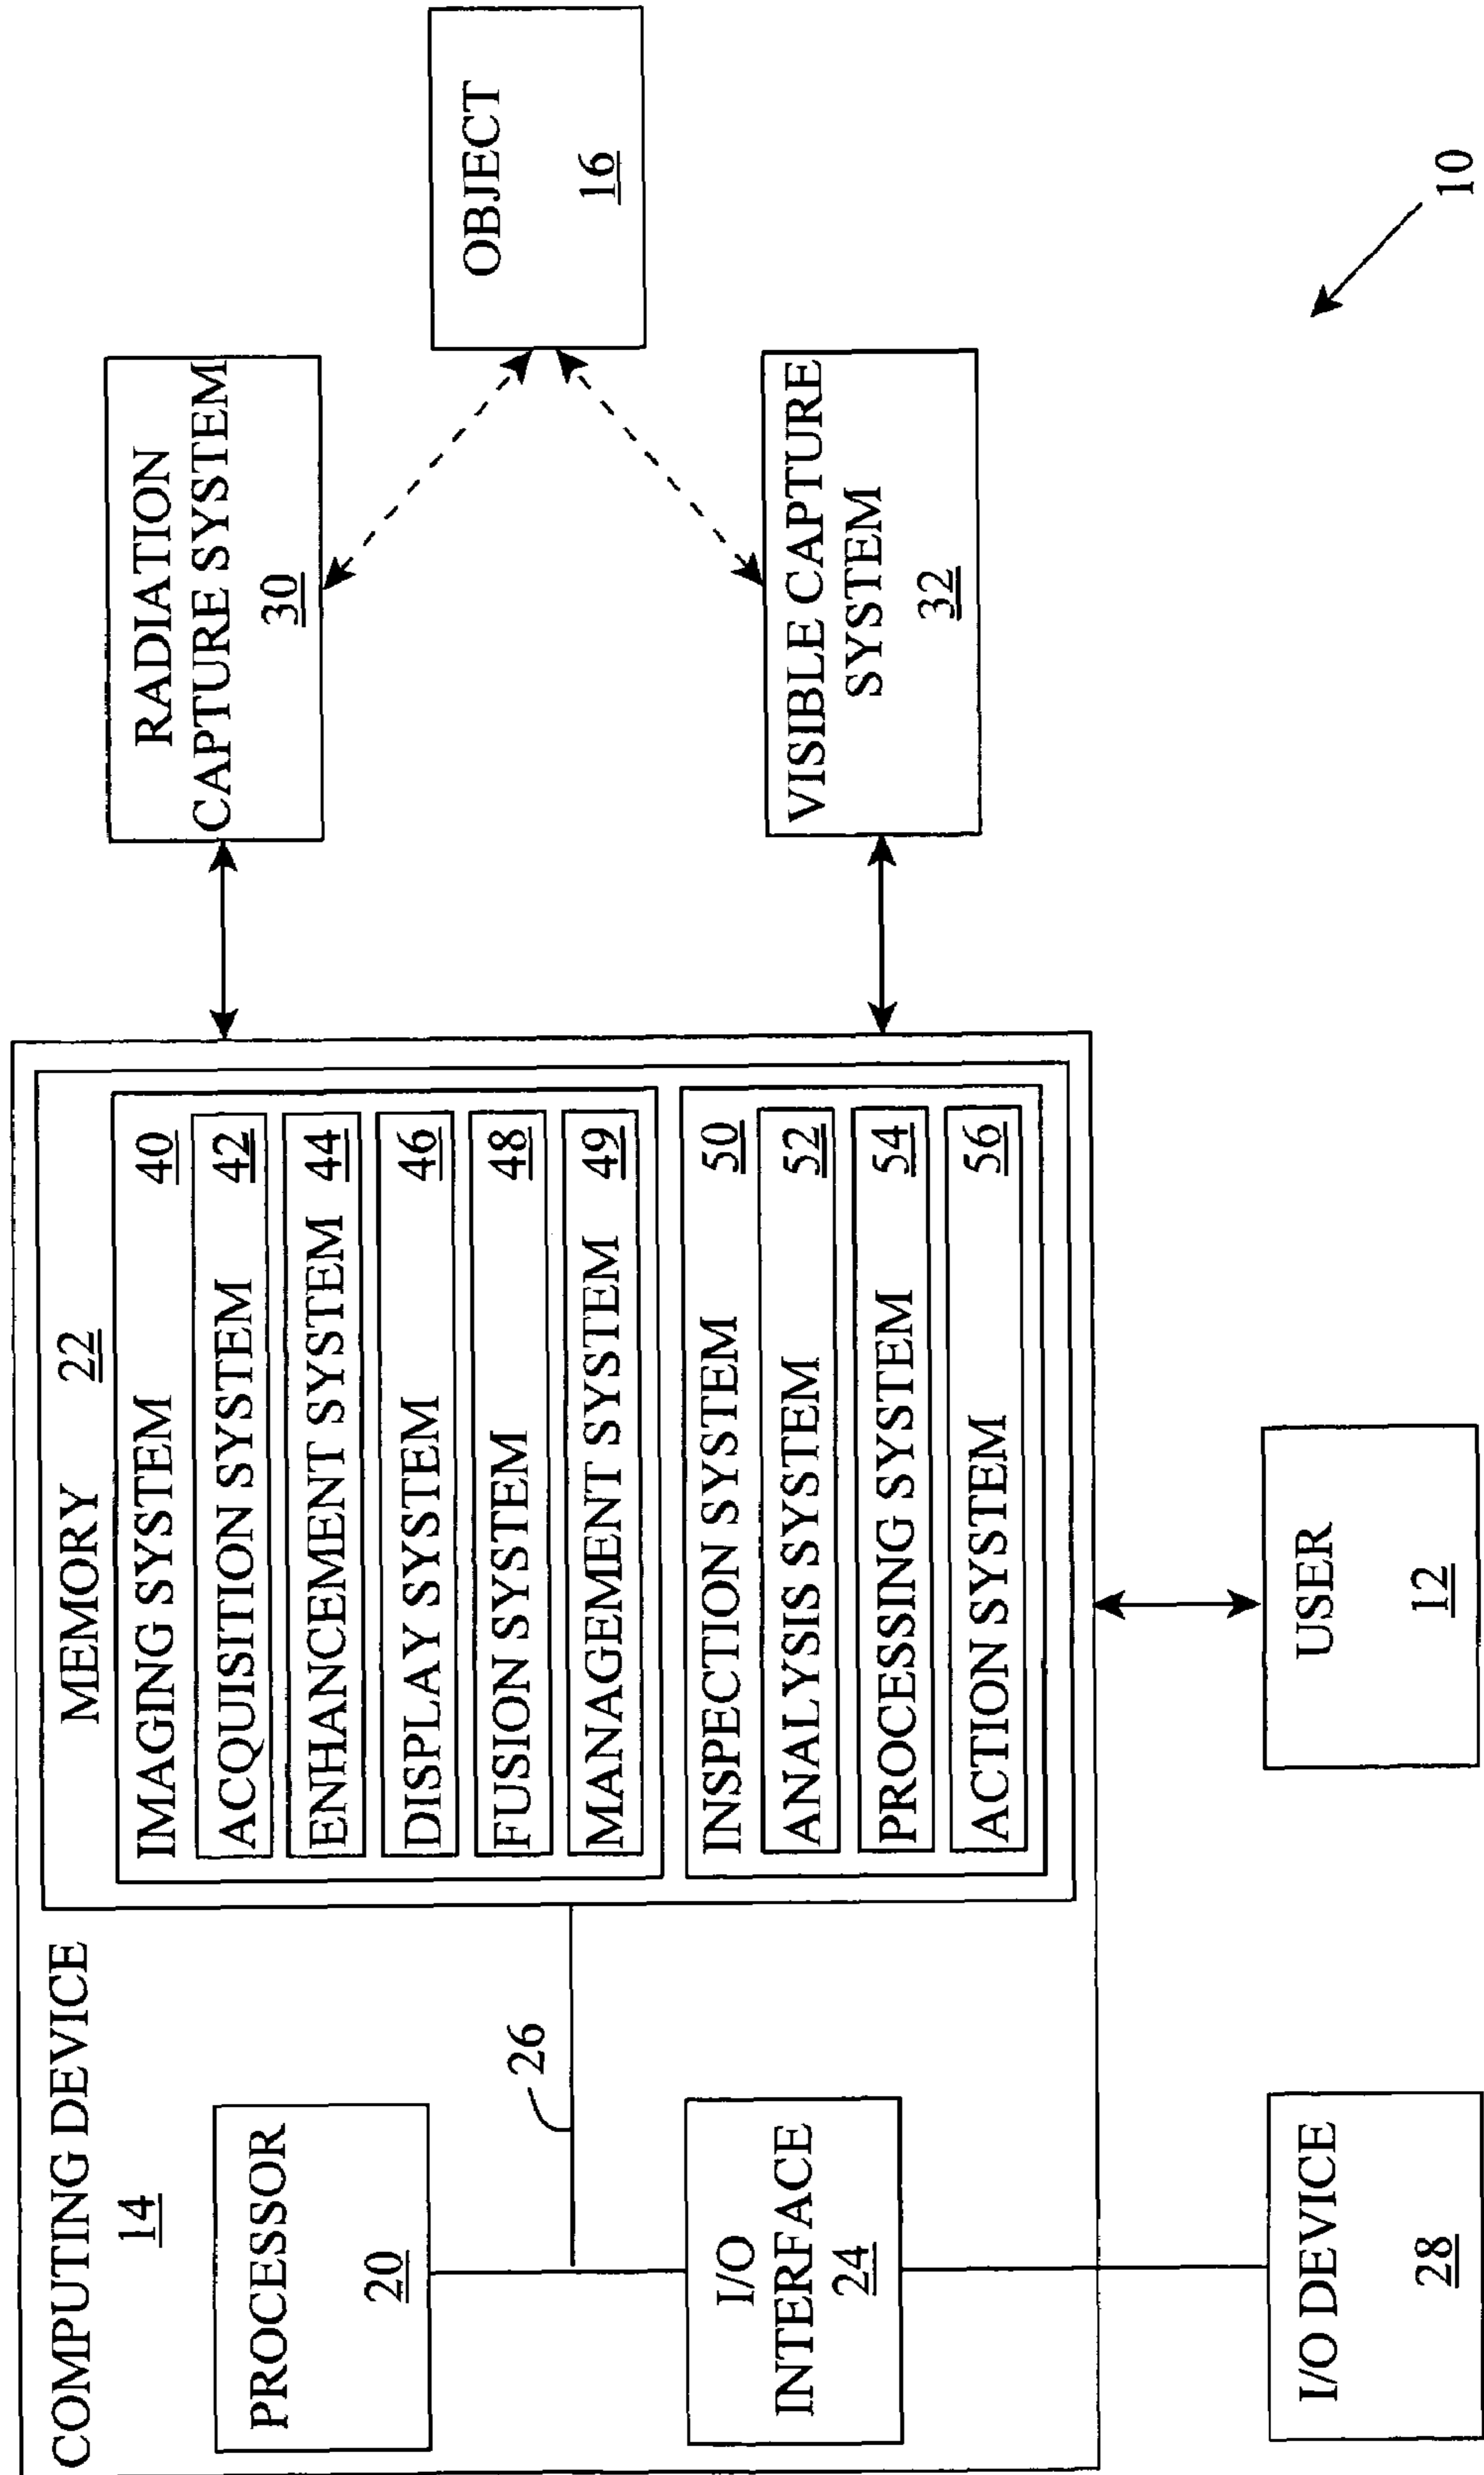 COMPUTING DEVICE
14
PROCESSOR
20
26
I/O
INTERFACE
24
I/O DEVICE
28
MEMORY 22
IMAGING SYSTEM 40
ACQUISITION SYSTEM 42
ENHANCEMENT SYSTEM 44
DISPLAY SYSTEM 46
FUSION SYSTEM 48
MANAGEMENT SYSTEM 49
INSPECTION SYSTEM 50
ANALYSIS SYSTEM 52
PROCESSING SYSTEM 54
ACTION SYSTEM 56
USER
12
RADIATION
CAPTURE SYSTEM
30
VISIBLE CAPTURE
SYSTEM
32
OBJECT
16
10